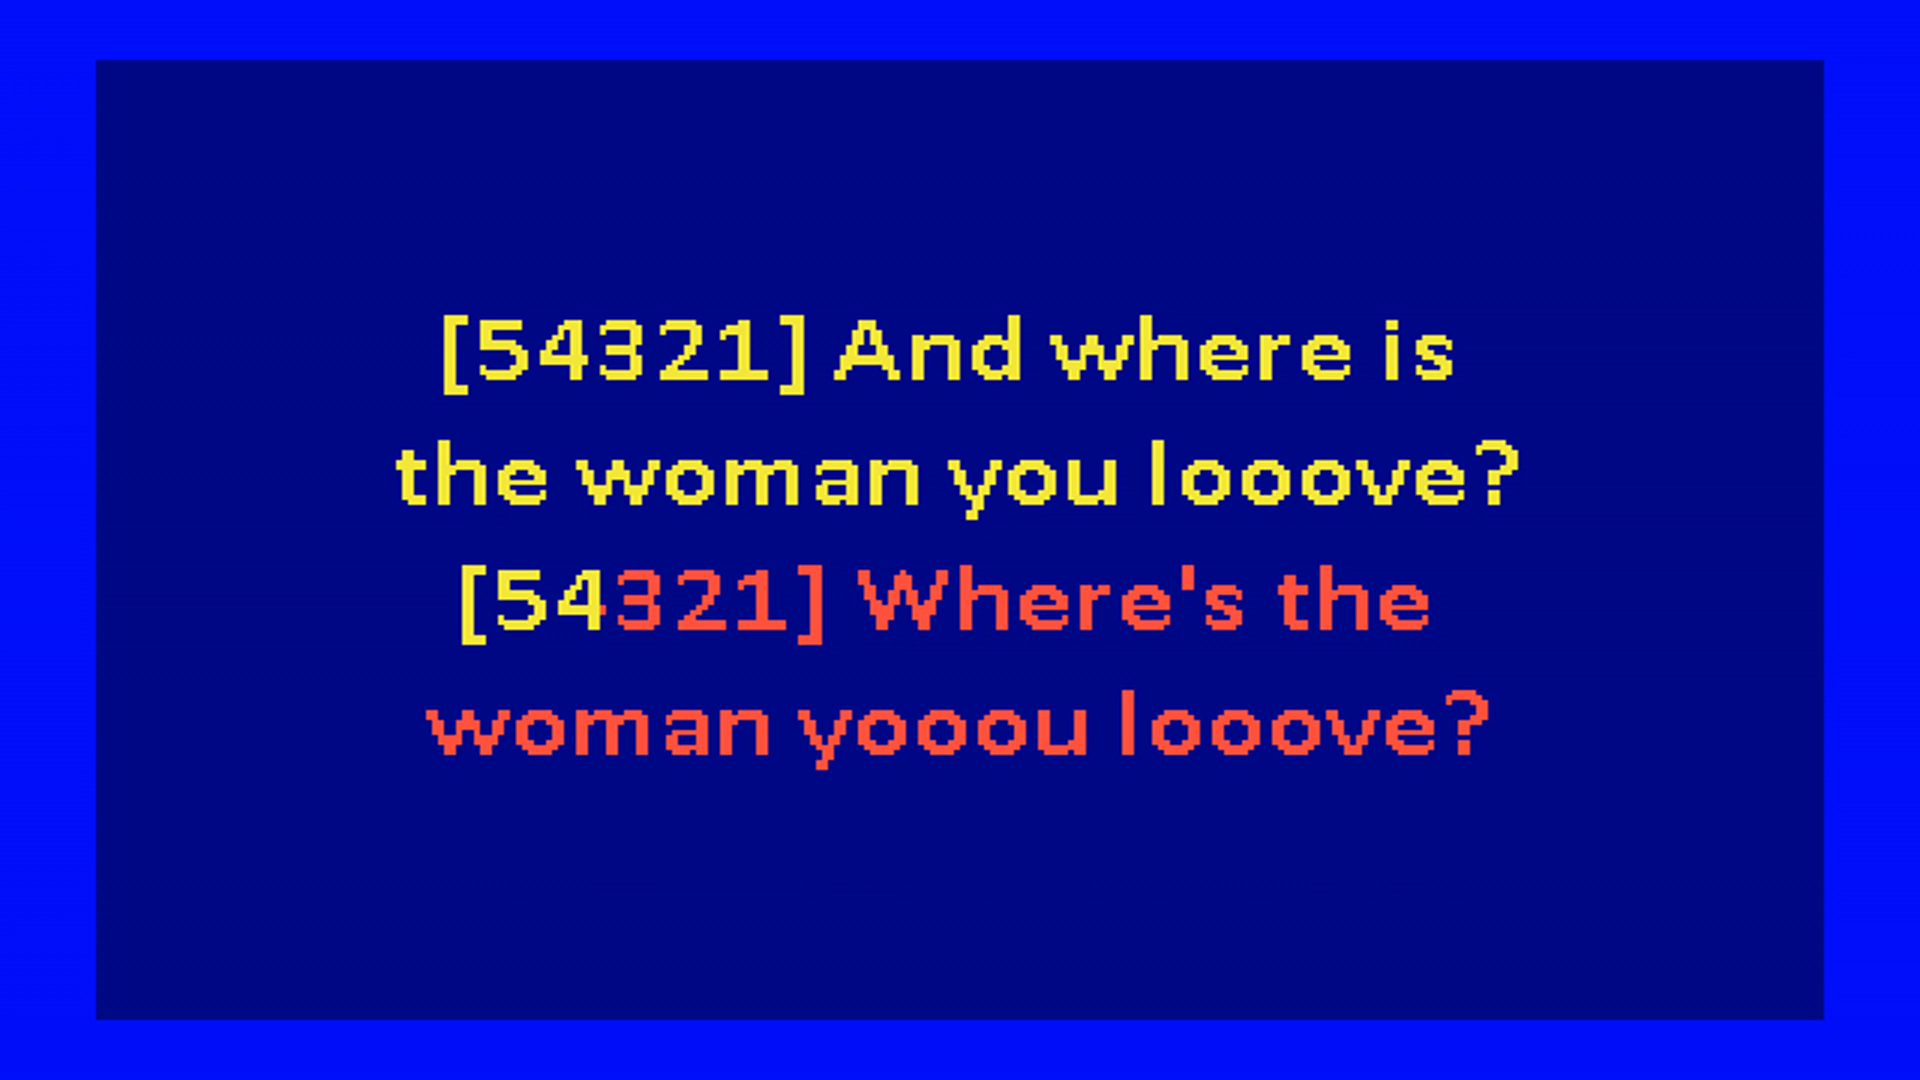 [54321] And where is
the woman you looove?
[54321] Where's the
woman yooou looove?